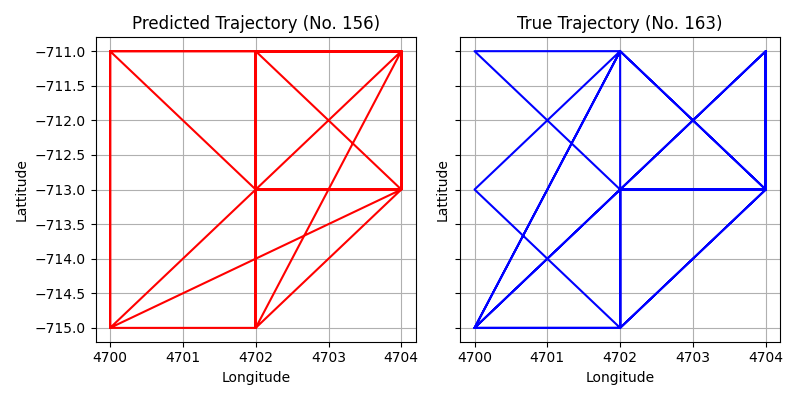 Predicted Trajectory (No. 156)
True Trajectory (No. 163)
−711.0
−711.5
−712.0
−712.5
−713.0
−713.5
−714.0
−714.5
−715.0
Lattitude
Lattitude
4700 4701 4702 4703 4704
4700 4701 4702 4703 4704
Longitude
Longitude